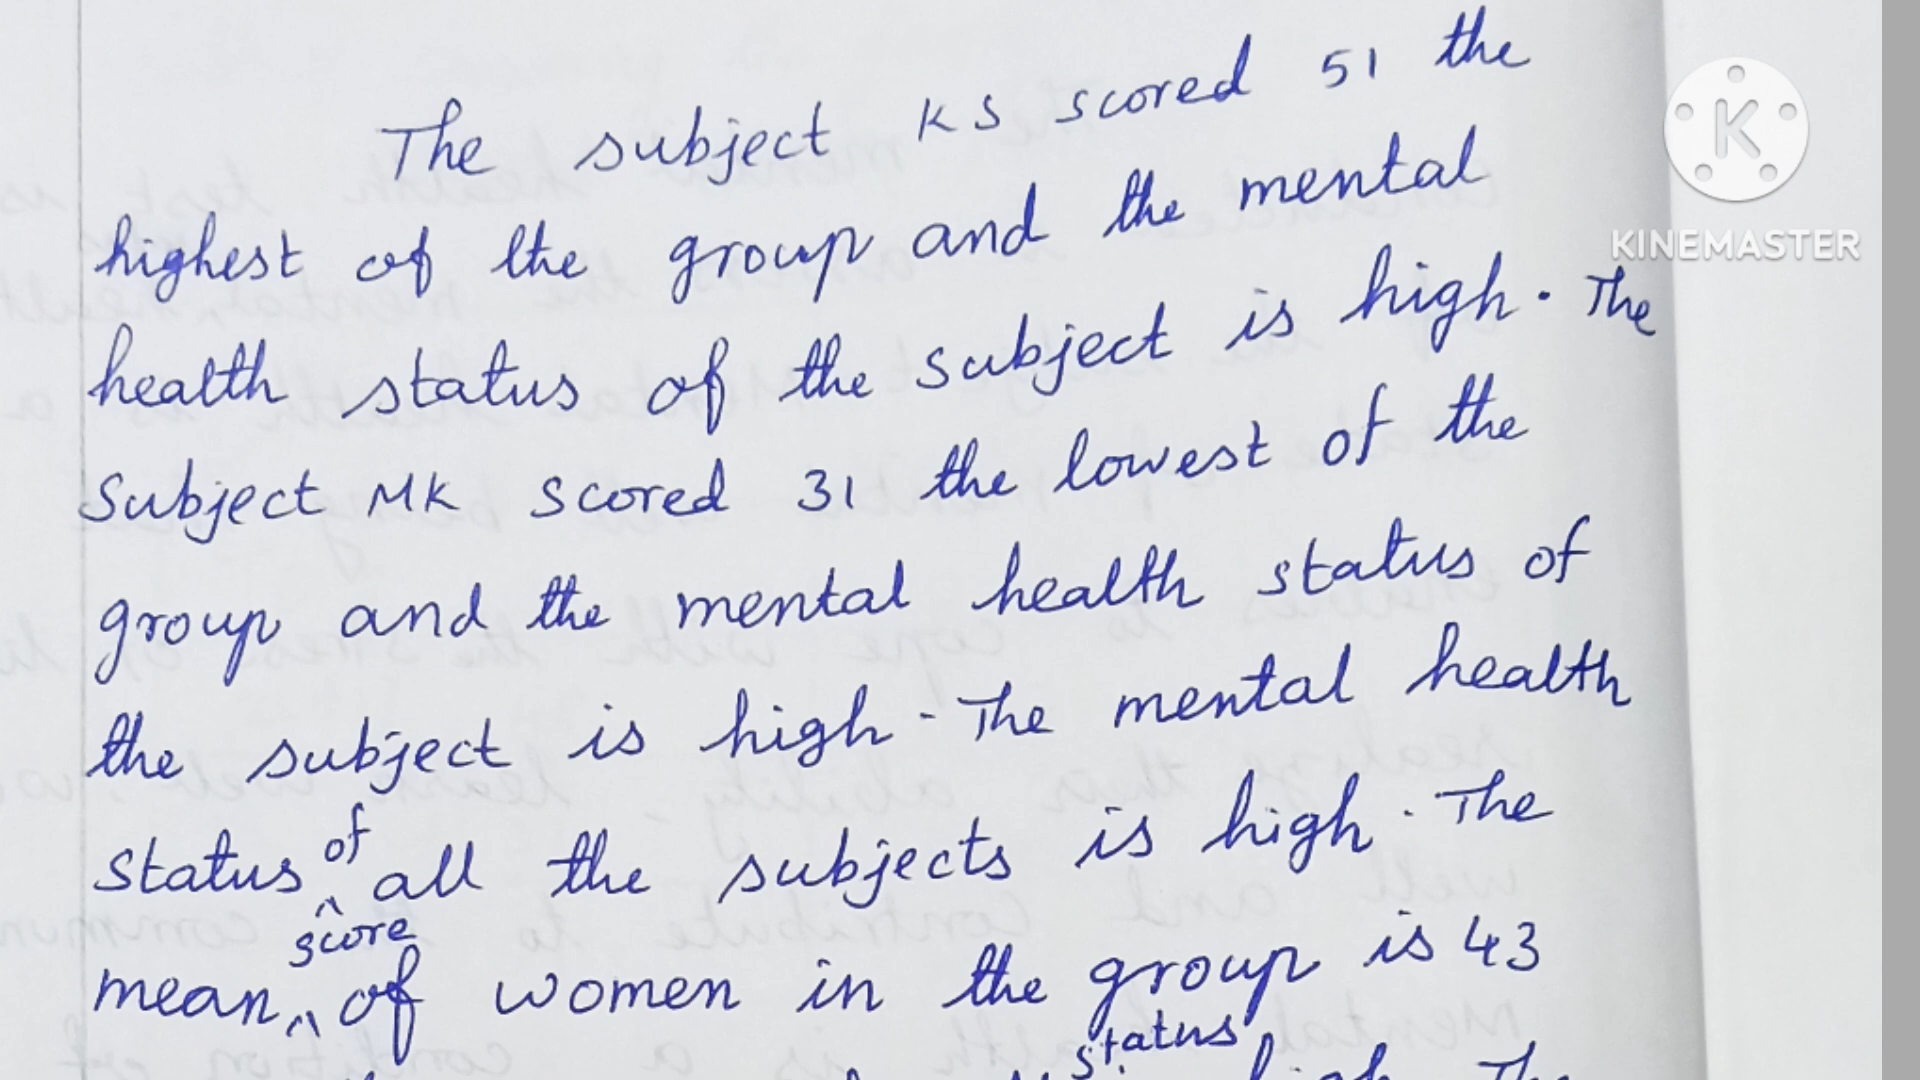 The subject KS scored 51 the
highest of the group and the mental
health status of the subject is high. The
Subject MK scored 31 the lowest of the
group and the mental health status of
the subject is high. The mental health
status of all the subjects is high. The
mean score of women in the group is 43
status high The
KINEMASTER